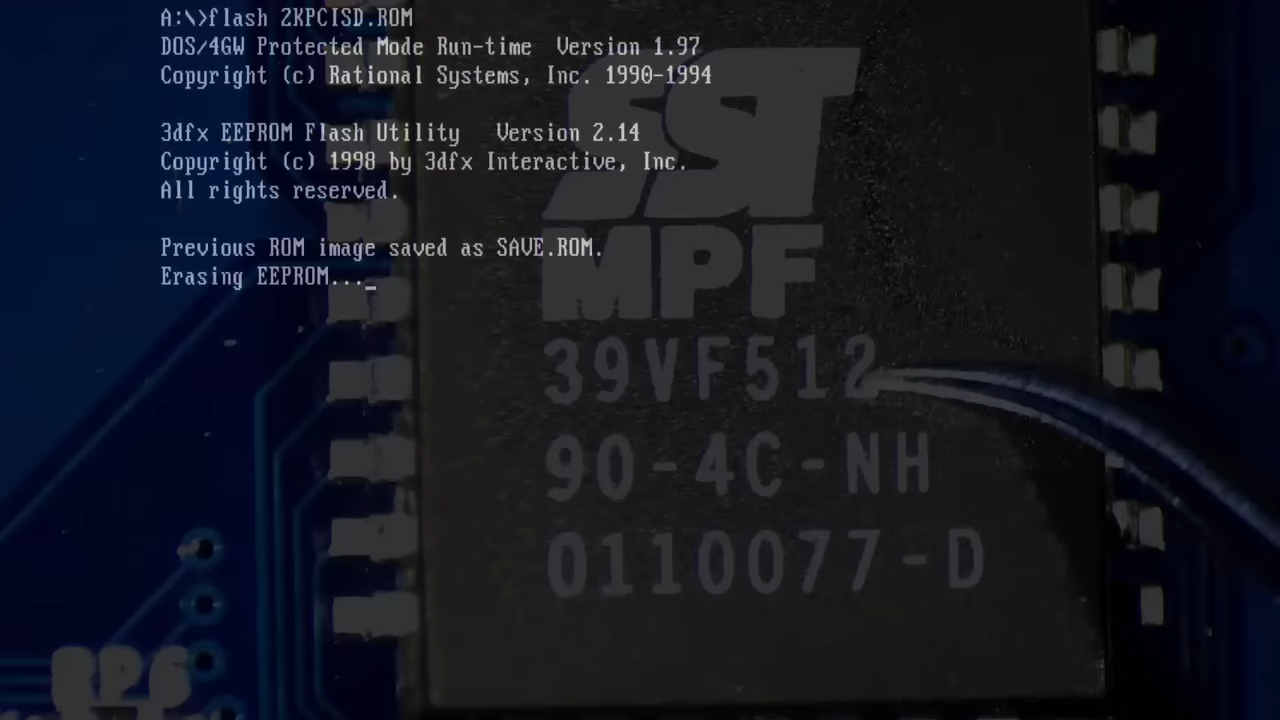 A:\>flash 2KPCISD.ROM
DOS/4GW Protected Mode Run-time  Version 1.97
Copyright (c) Rational Systems, Inc. 1990-1994
3dfx EEPROM Flash Utility   Version 2.14
Copyright (c) 1998 by 3dfx Interactive, Inc.
All rights reserved.
Previous ROM image saved as SAVE.ROM.
Erasing EEPROM..._
SST
MPF
39VF512
90-4C-NH
0110077-D
RP6